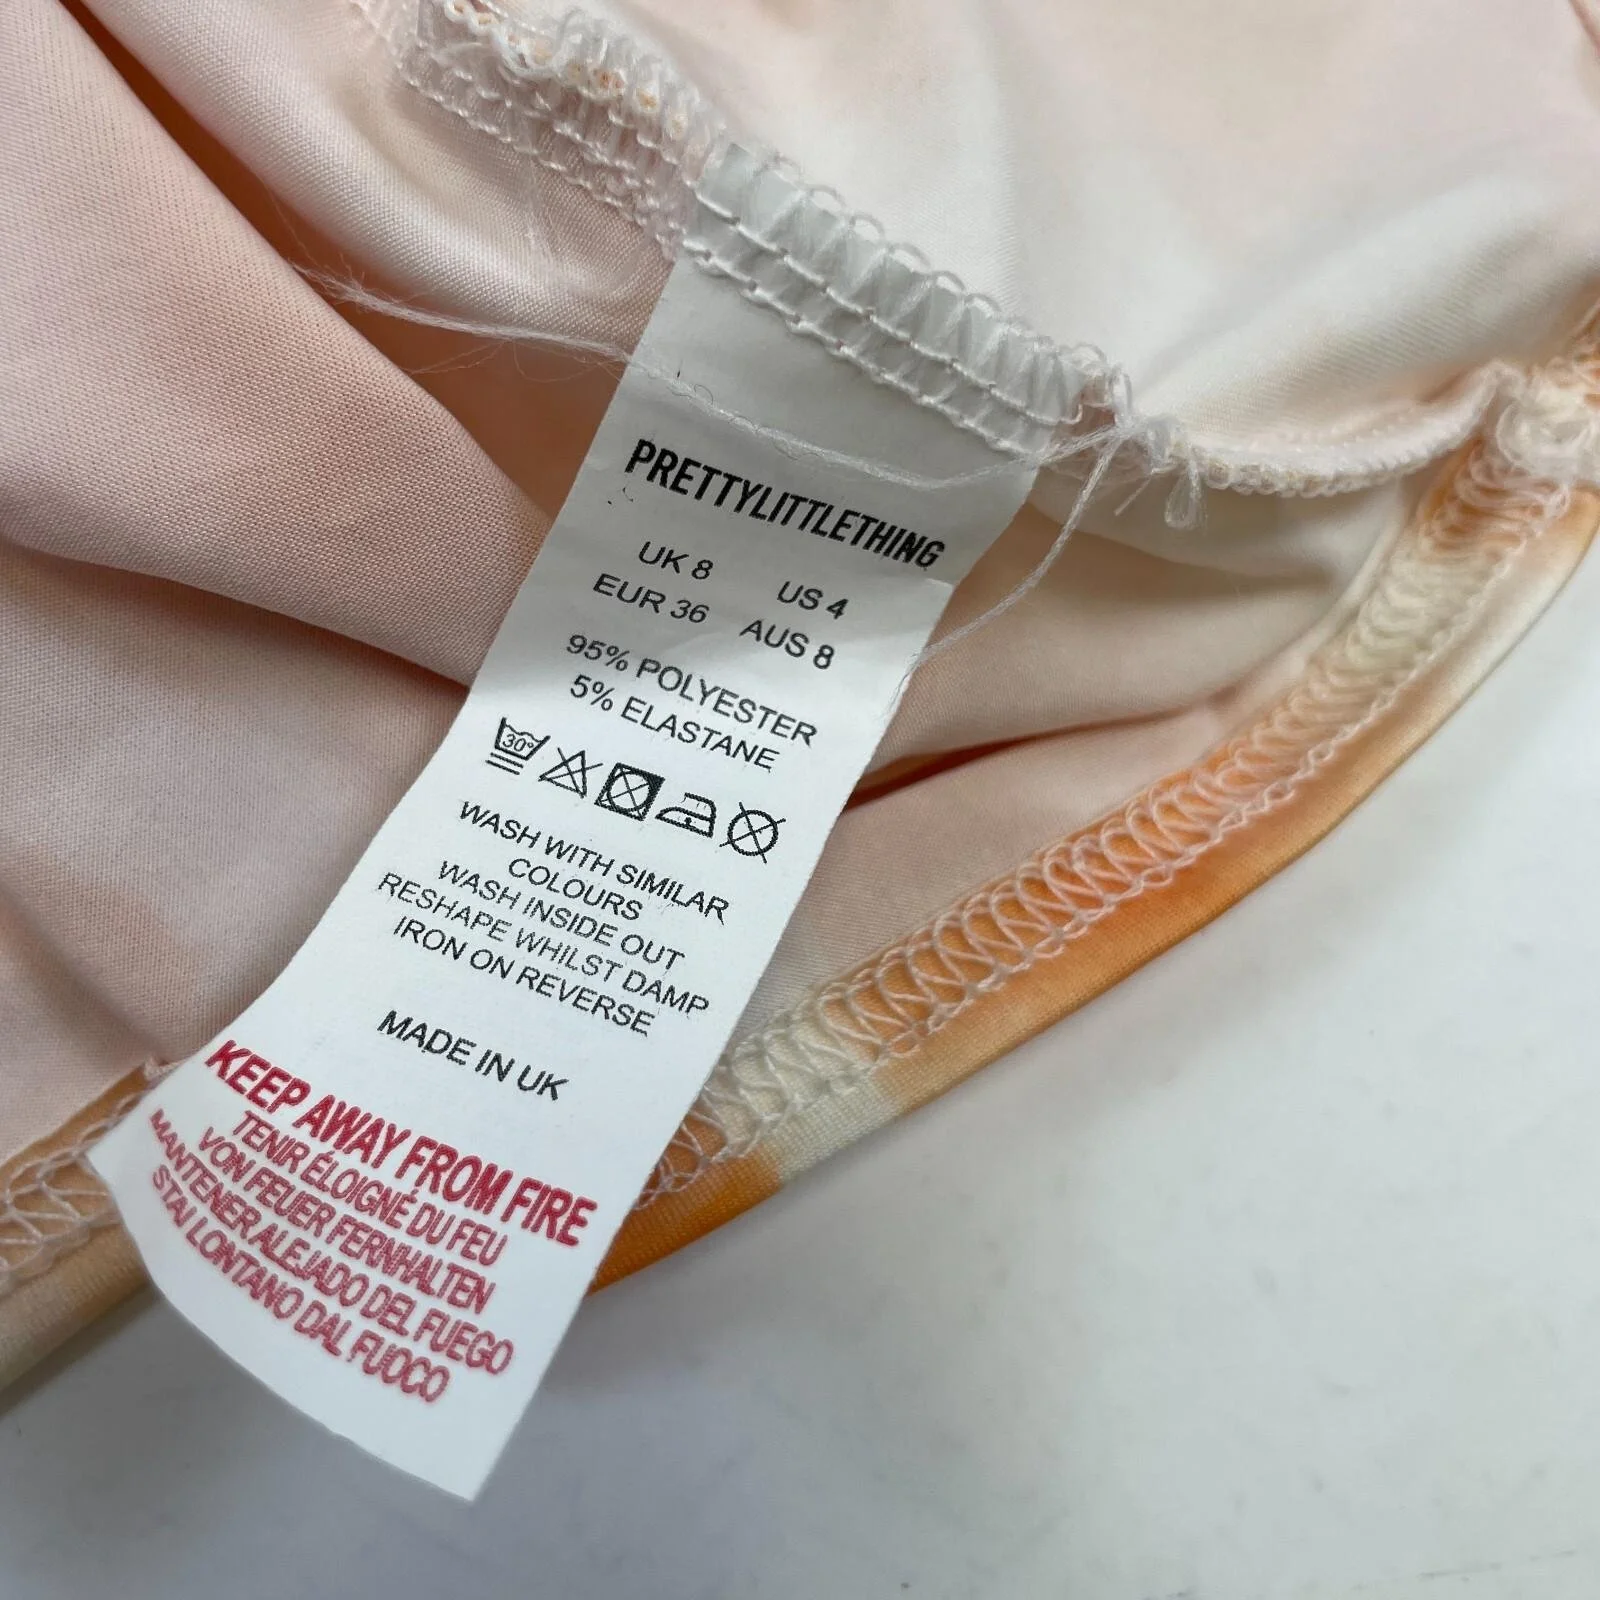 PRETTYLITTLETHING
UK 8 US 4
EUR 36 AUS 8
95% POLYESTER
5% ELASTANE
30°
WASH WITH SIMILAR
COLOURS
WASH INSIDE OUT
RESHAPE WHILST DAMP
IRON ON REVERSE
MADE IN UK
KEEP AWAY FROM FIRE
TENIR ÉLOIGNÉ DU FEU
VON FEUER FERNHALTEN
MANTENER ALEJADO DEL FUEGO
STAI LONTANO DAL FUOCO